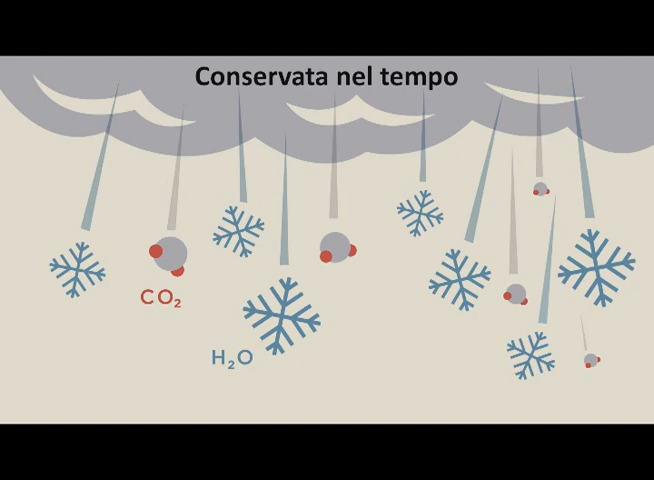 Conservata nel tempo
CO₂
H₂O